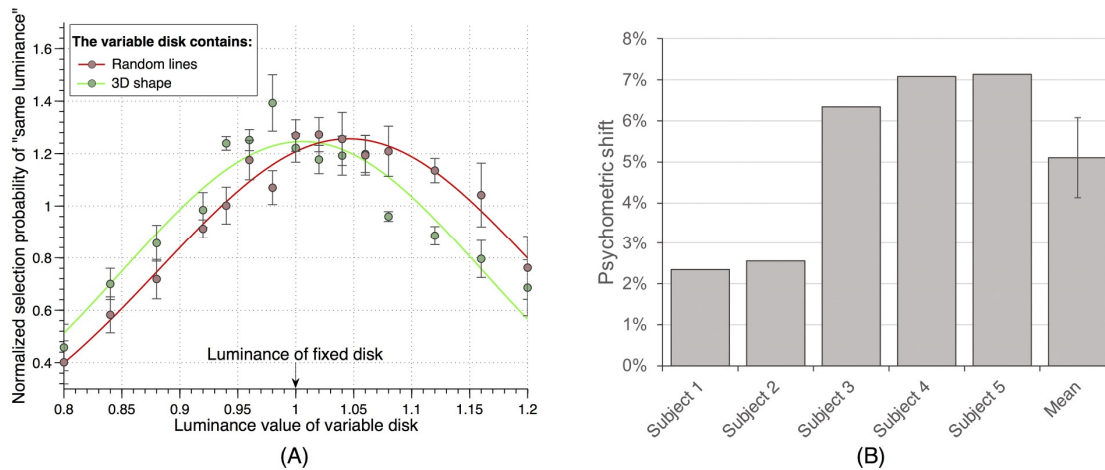 The variable disk contains:
Random lines
3D shape
Normalized selection probability of "same luminance"
1.6
1.4
1.2
1.0
0.8
0.6
0.4
Luminance of fixed disk
0.8 0.85 0.9 0.95 1 1.05 1.1 1.15 1.2
Luminance value of variable disk
(A)
Psychometric shift
8%
7%
6%
5%
4%
3%
2%
1%
0%
Subject 1 Subject 2 Subject 3 Subject 4 Subject 5 Mean
(B)